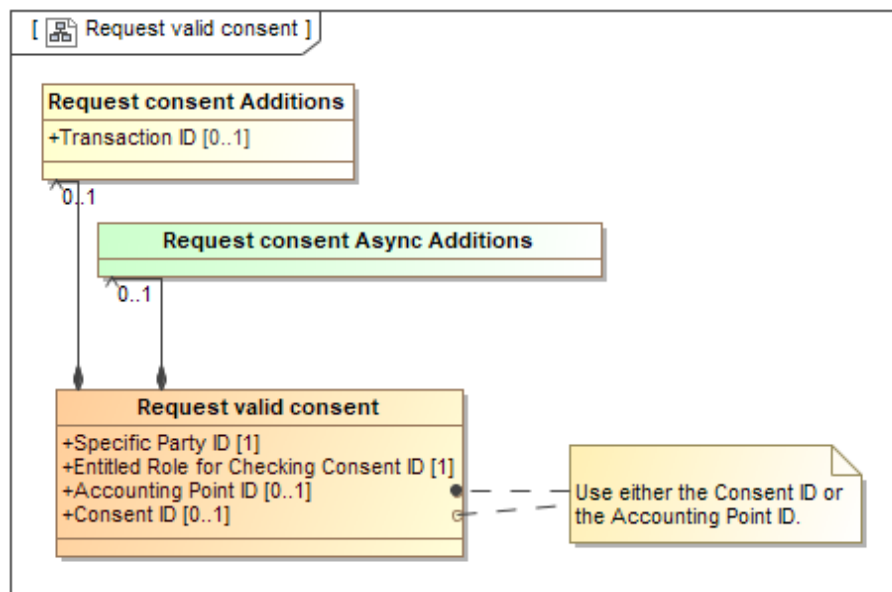 [ Request valid consent ]
Request consent Additions
+Transaction ID [0..1]
0..1
Request consent Async Additions
0..1
Request valid consent
+Specific Party ID [1]
+Entitled Role for Checking Consent ID [1]
+Accounting Point ID [0..1]
+Consent ID [0..1]
Use either the Consent ID or
the Accounting Point ID.